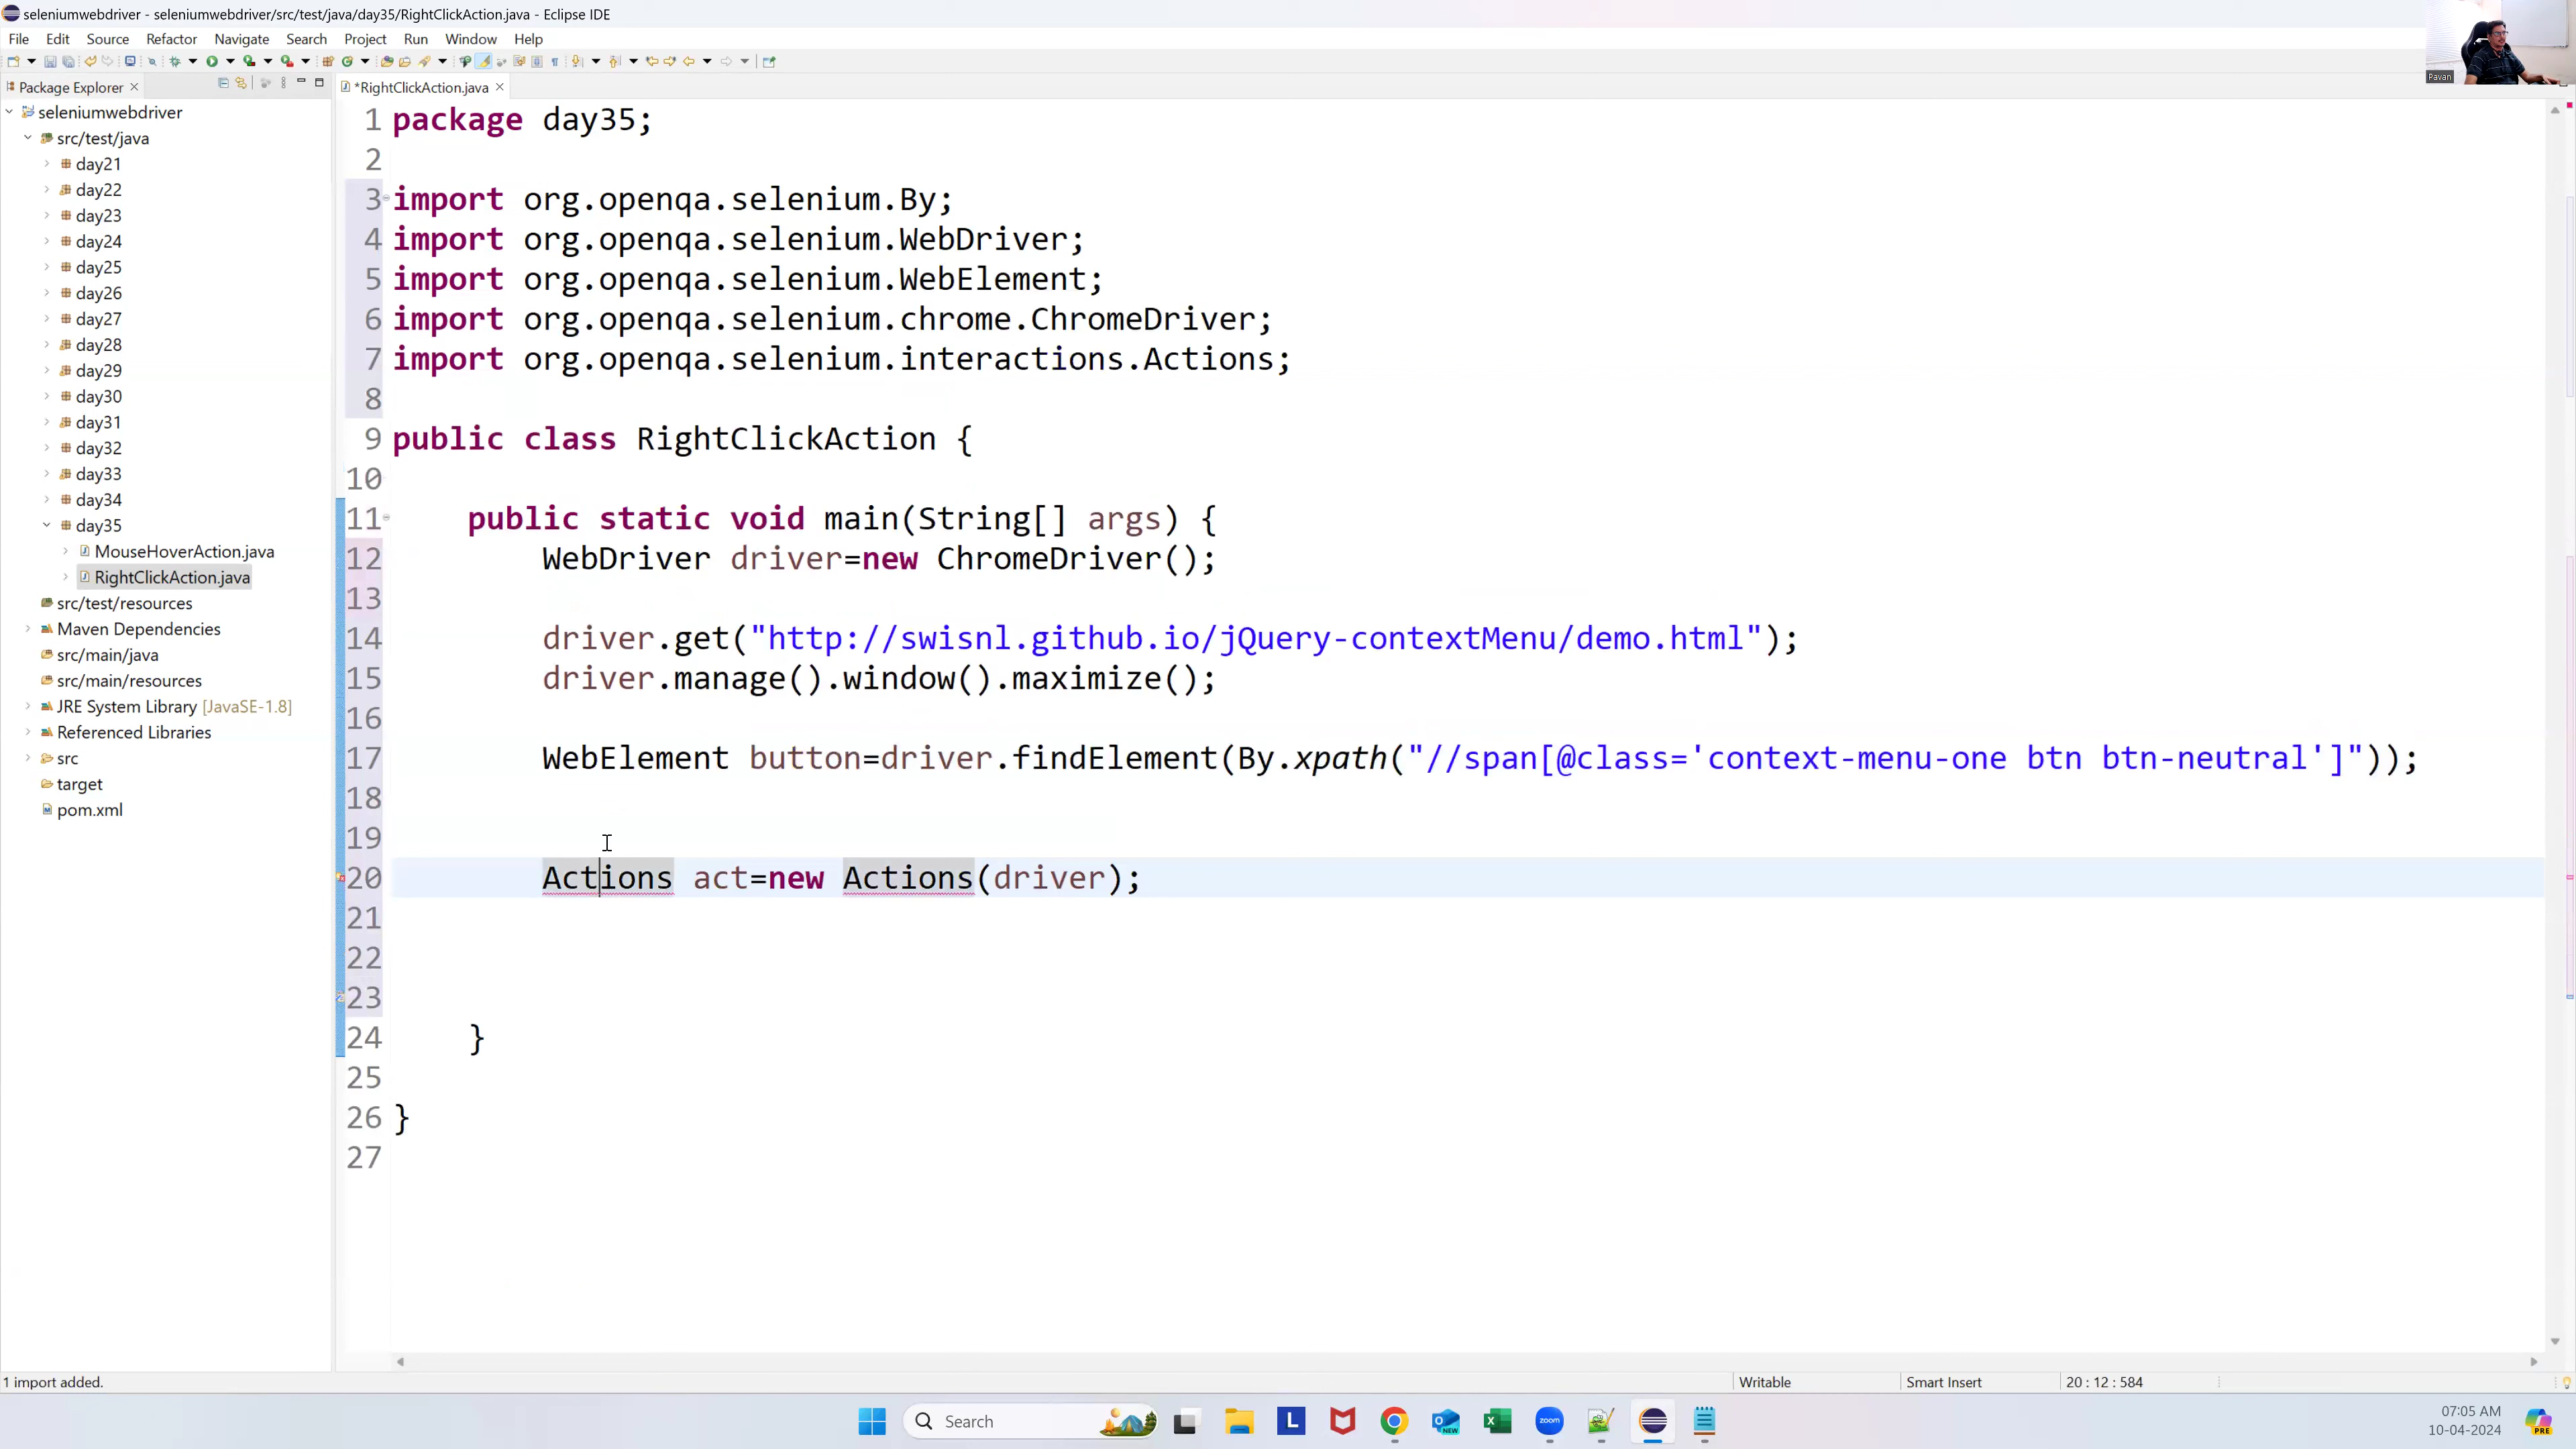 seleniumwebdriver - seleniumwebdriver/src/test/java/day35/RightClickAction.java - Eclipse IDE
File Edit Source Refactor Navigate Search Project Run Window Help
Pavan
Package Explorer
*RightClickAction.java
seleniumwebdriver
src/test/java
day21
day22
day23
day24
day25
day26
day27
day28
day29
day30
day31
day32
day33
day34
day35
MouseHoverAction.java
RightClickAction.java
src/test/resources
Maven Dependencies
src/main/java
src/main/resources
JRE System Library [JavaSE-1.8]
Referenced Libraries
src
target
pom.xml
1 package day35;
2
3 import org.openqa.selenium.By;
4 import org.openqa.selenium.WebDriver;
5 import org.openqa.selenium.WebElement;
6 import org.openqa.selenium.chrome.ChromeDriver;
7 import org.openqa.selenium.interactions.Actions;
8
9 public class RightClickAction {
10
11 public static void main(String[] args) {
12 WebDriver driver=new ChromeDriver();
13
14 driver.get("http://swisnl.github.io/jQuery-contextMenu/demo.html");
15 driver.manage().window().maximize();
16
17 WebElement button=driver.findElement(By.xpath("//span[@class='context-menu-one btn btn-neutral']"));
18
19
20 Actions act=new Actions(driver);
21
22
23
24 }
25
26 }
27
1 import added.
Writable
Smart Insert
20 : 12 : 584
Search
L
NEW
zoom
07:05 AM
10-04-2024
PRE